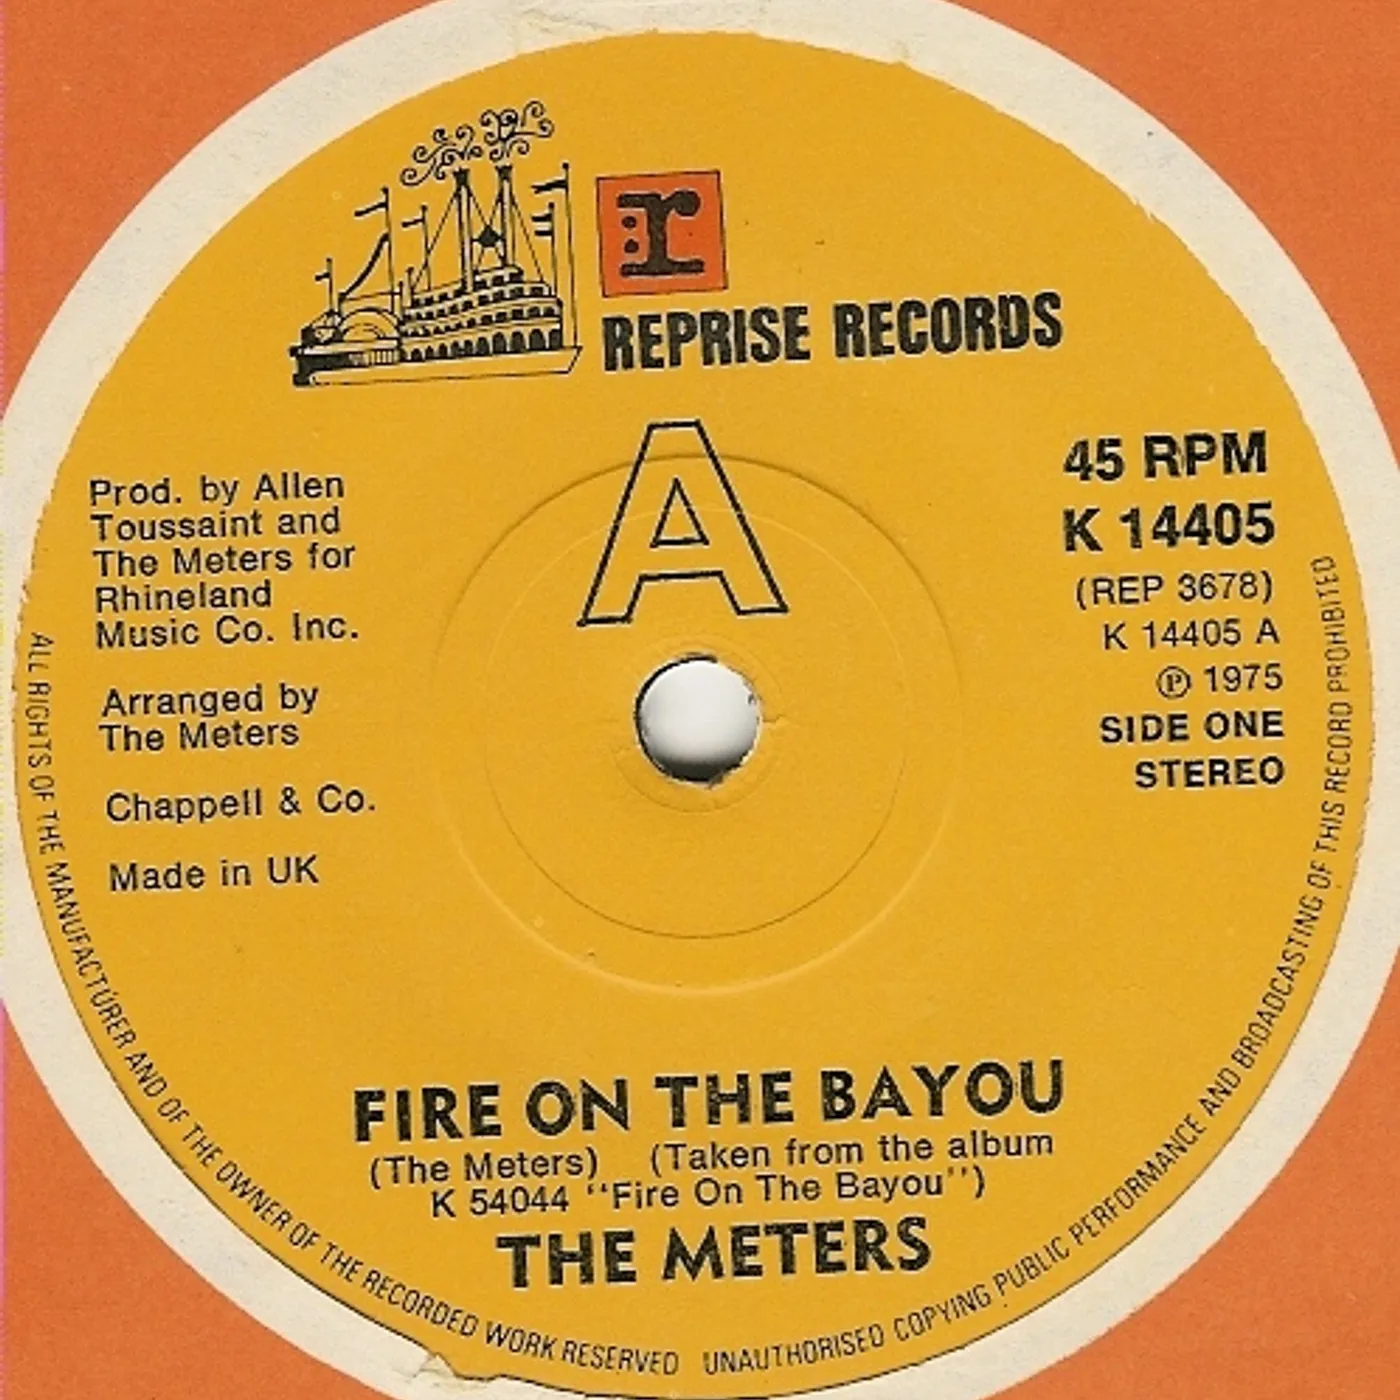 r
REPRISE RECORDS
A
45 RPM
K 14405
(REP 3678)
K 14405 A
Ⓟ 1975
SIDE ONE
STEREO
Prod. by Allen
Toussaint and
The Meters for
Rhineland
Music Co. Inc.
Arranged by
The Meters
Chappell & Co.
Made in UK
FIRE ON THE BAYOU
(The Meters) (Taken from the album
K 54044 "Fire On The Bayou")
THE METERS
ALL RIGHTS OF THE MANUFACTURER AND OF THE OWNER OF THE RECORDED WORK RESERVED UNAUTHORISED COPYING PUBLIC PERFORMANCE AND BROADCASTING OF THIS RECORD PROHIBITED